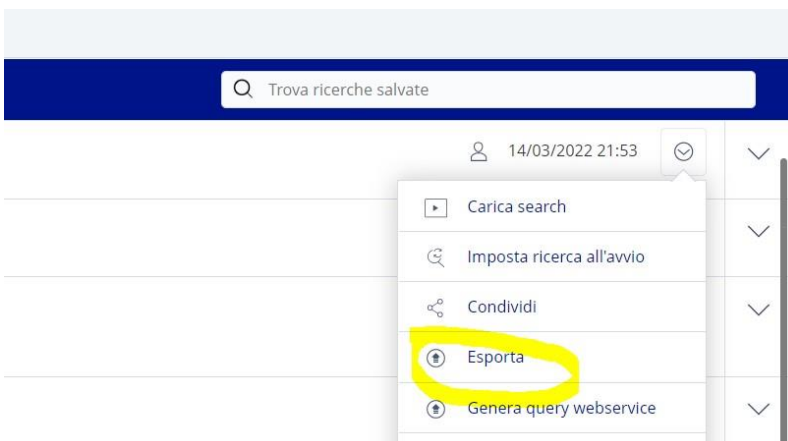 Trova ricerche salvate
14/03/2022 21:53
Carica search
Imposta ricerca all'avvio
Condividi
Esporta
Genera query webservice